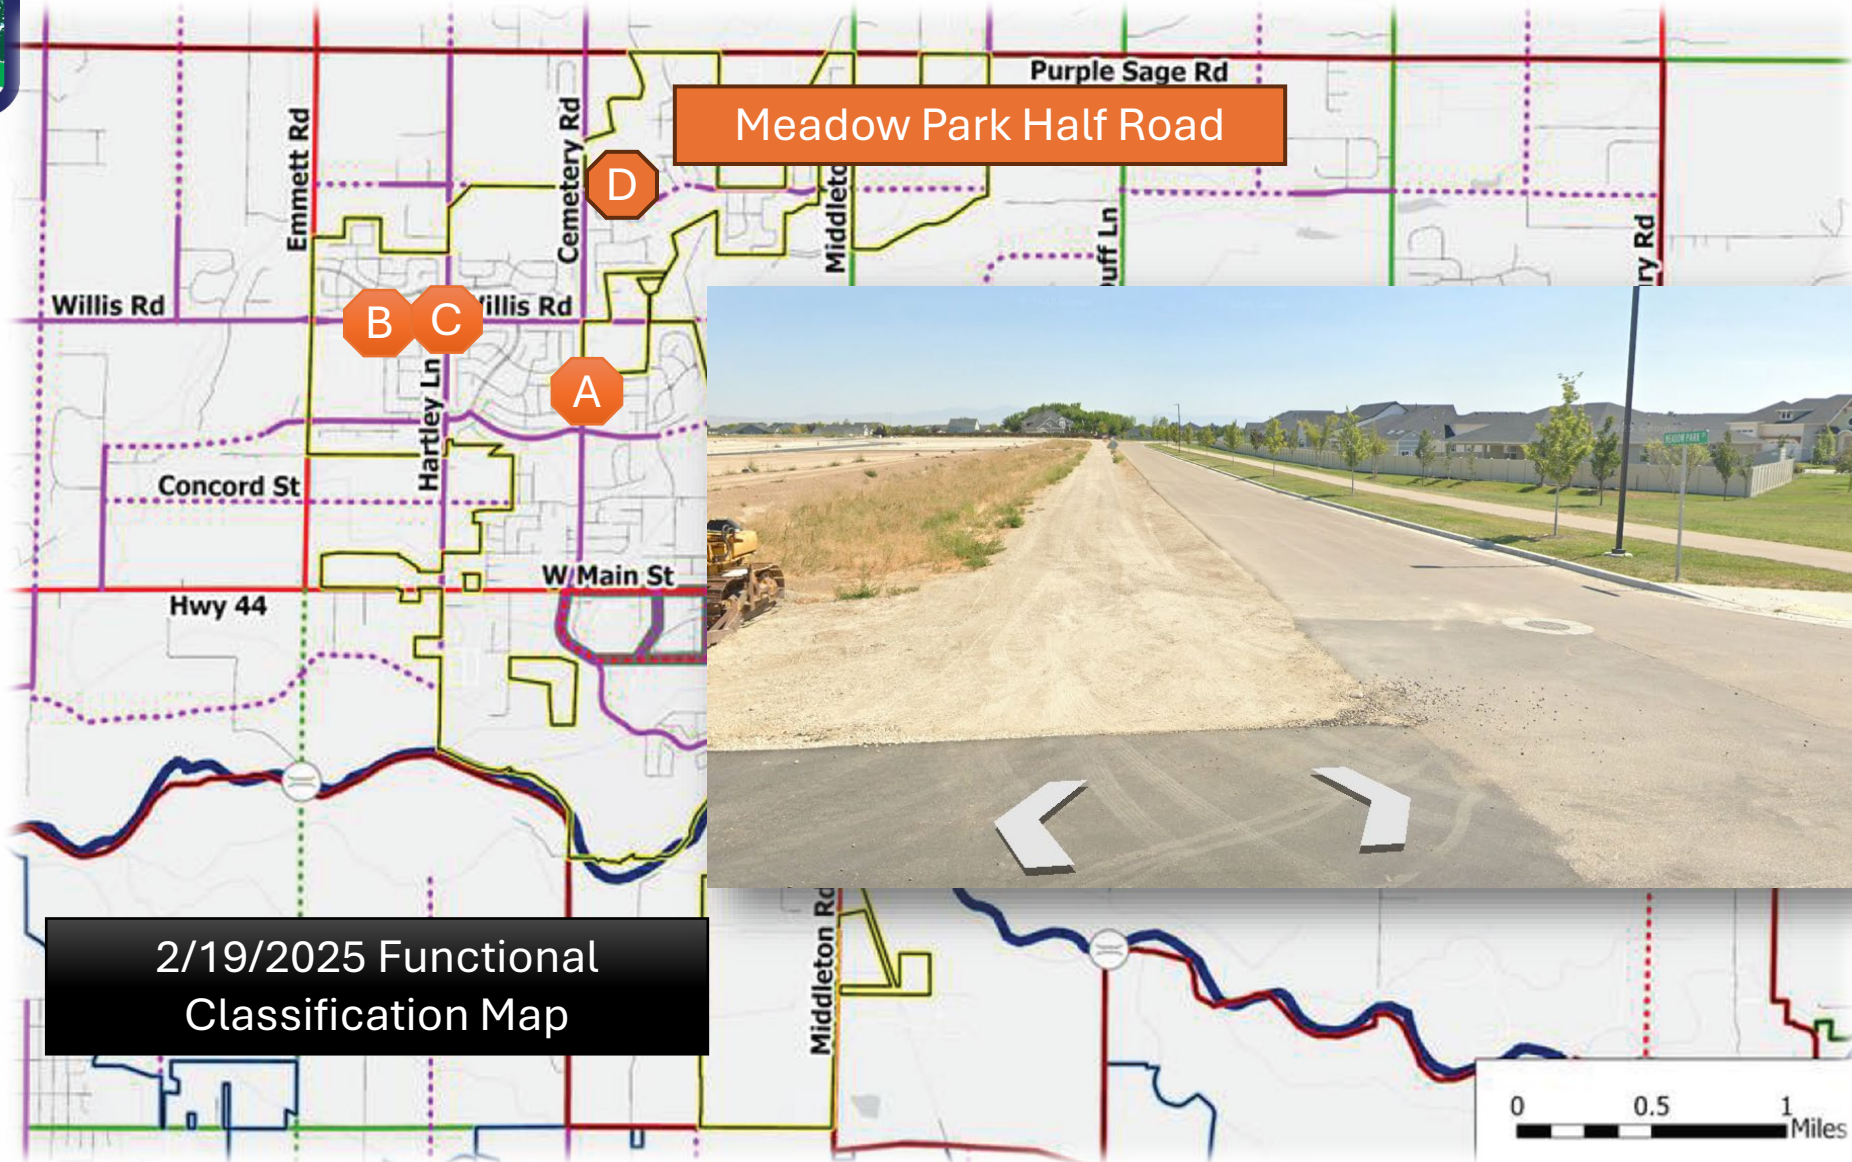 Purple Sage Rd
Meadow Park Half Road
Emmett Rd
Cemetery Rd
D
Middleto
uff Ln
ry Rd
Willis Rd
B
C
illis Rd
Hartley Ln
A
MEADOW PARK
Concord St
W Main St
Hwy 44
2/19/2025 Functional
Classification Map
Middleton Rd
0 0.5 1
Miles